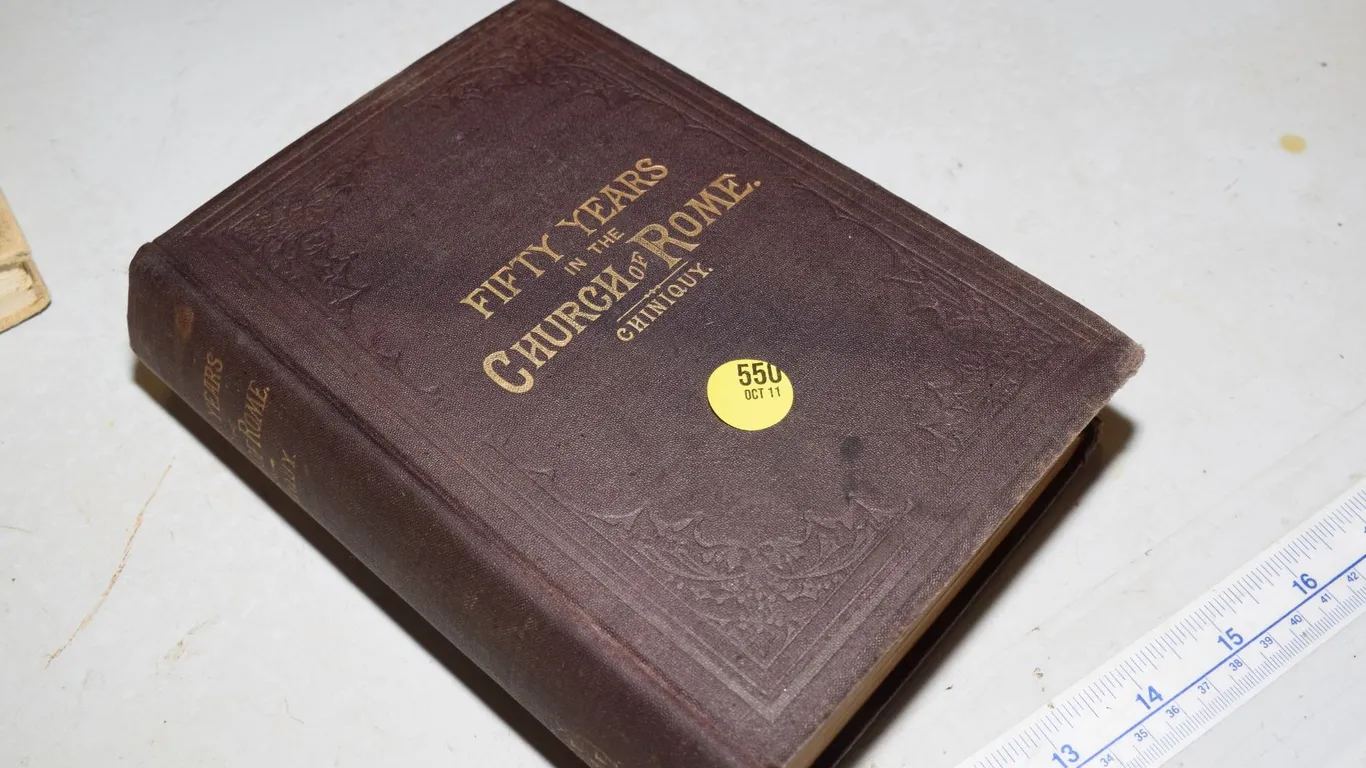 FIFTY YEARS
IN THE
CHURCH OF ROME.
CHINIQUY.
550
OCT 11
YEARS
ROME.
13
14
15
16
34
35
36
37
38
39
40
41
42